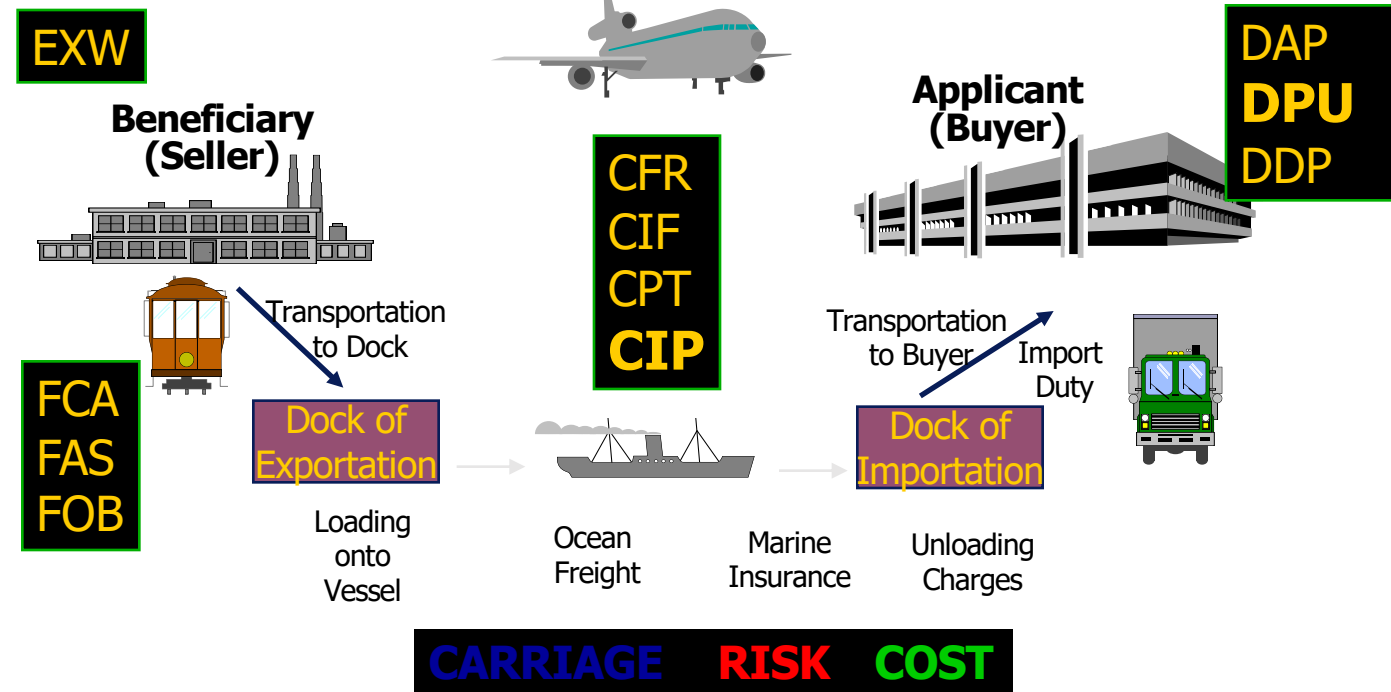 EXW
Beneficiary
(Seller)
Applicant
(Buyer)
DAP
DPU
DDP
CFR
CIF
CPT
CIP
Transportation
to Dock
Transportation
to Buyer
Import
Duty
FCA
FAS
FOB
Dock of
Exportation
Dock of
Importation
Loading
onto
Vessel
Ocean
Freight
Marine
Insurance
Unloading
Charges
CARRIAGE RISK COST